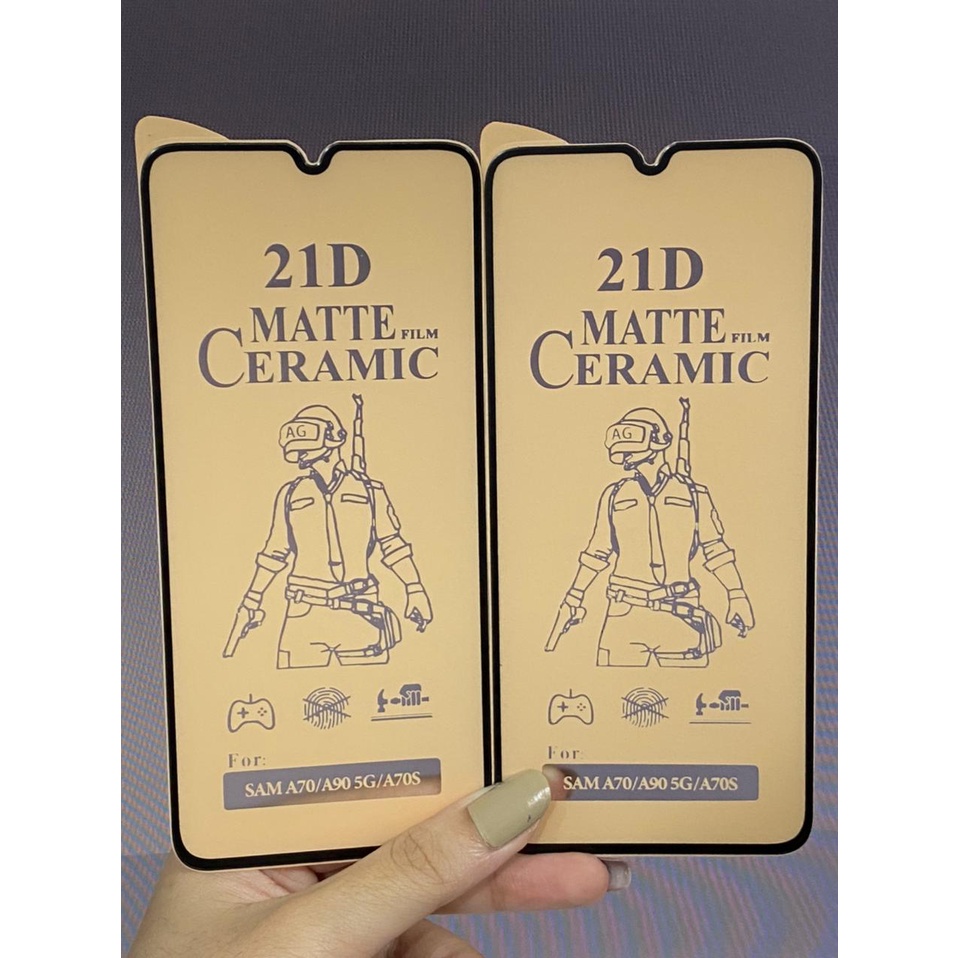 21D
MATTE FILM
CERAMIC
AG
For:
SAM A70/A90 5G/A70S
21D
MATTE FILM
CERAMIC
AG
For:
SAM A70/A90 5G/A70S